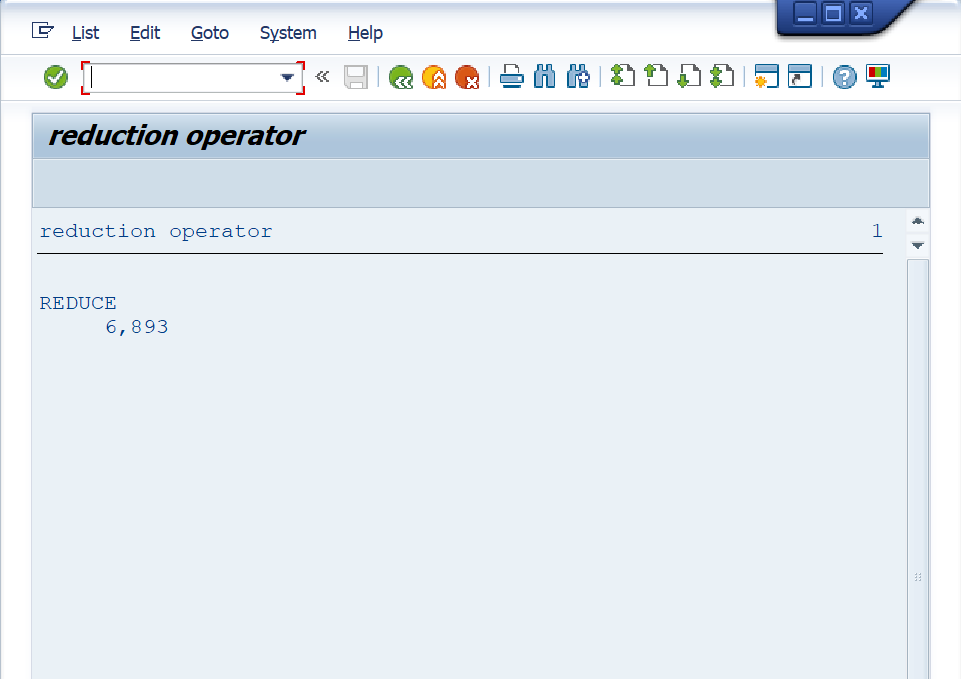 List Edit Goto System Help
reduction operator
reduction operator 1
REDUCE
6,893